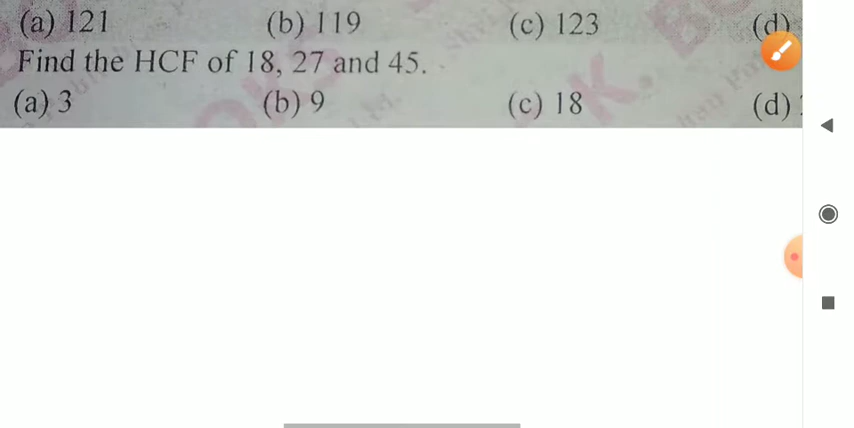 (a) 121 (b) 119 (c) 123 (d)
Find the HCF of 18, 27 and 45.
(a) 3 (b) 9 (c) 18 (d)